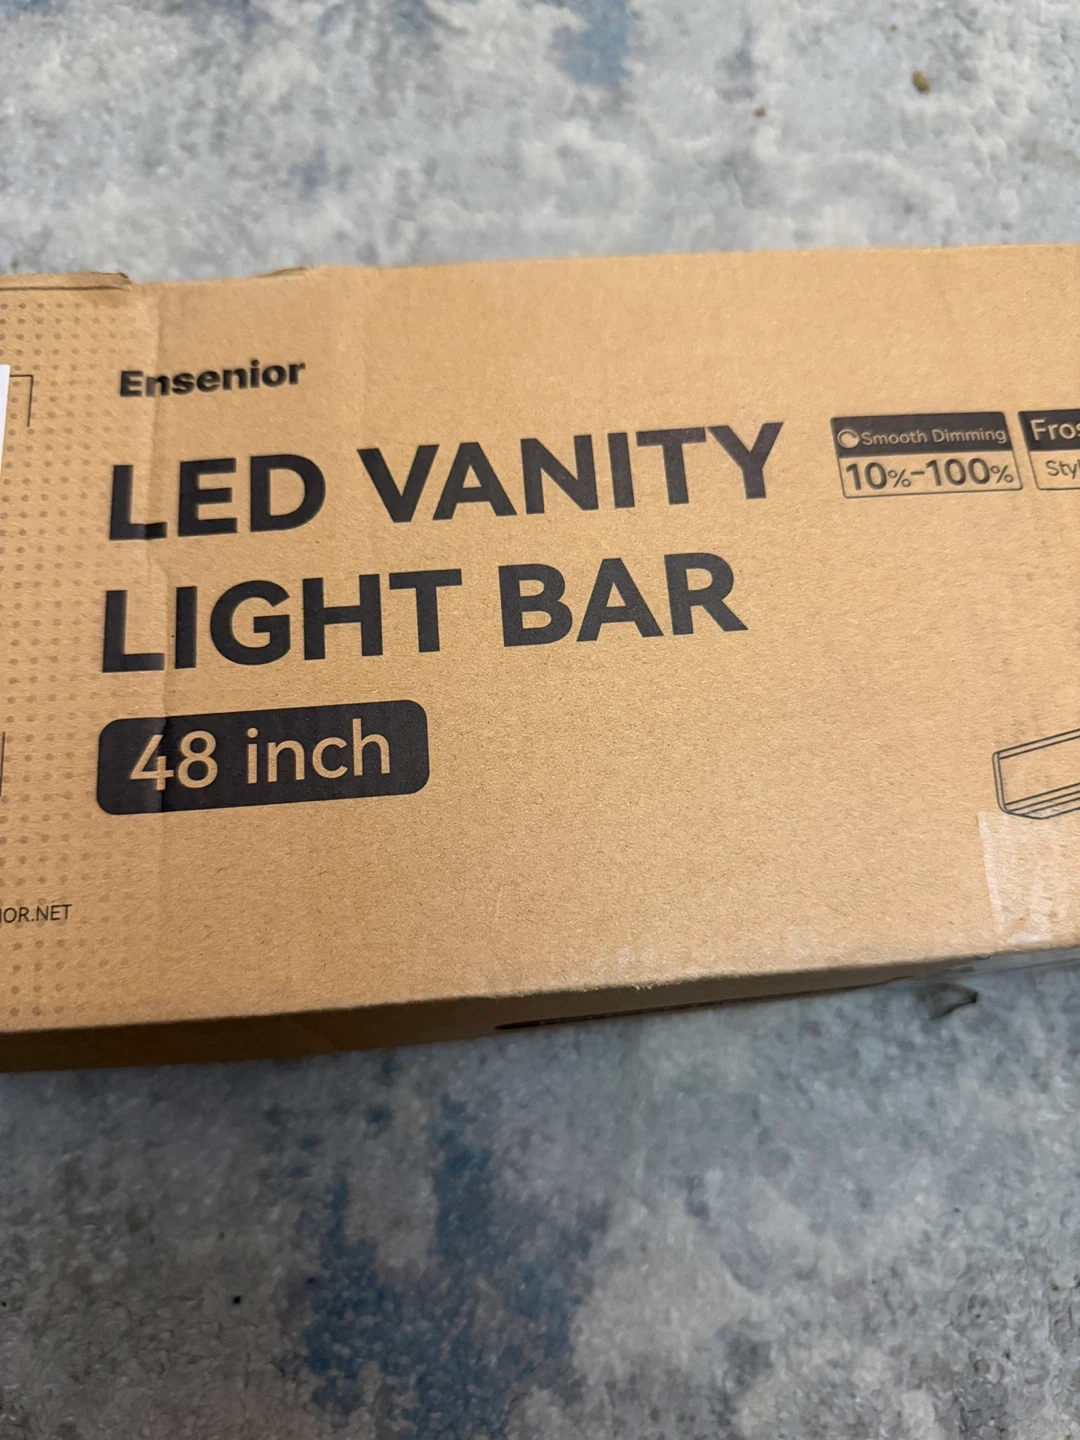 Ensenior
LED VANITY
LIGHT BAR
48 inch
Smooth Dimming
10%-100%
IOR.NET